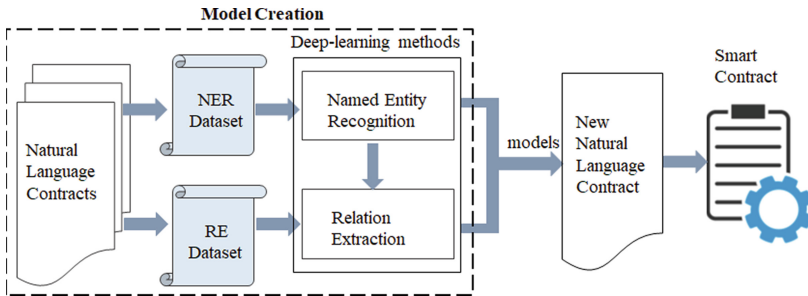 Model Creation
Deep-learning methods
Natural
Language
Contracts
NER
Dataset
RE
Dataset
Named Entity
Recognition
Relation
Extraction
models
New
Natural
Language
Contract
Smart
Contract